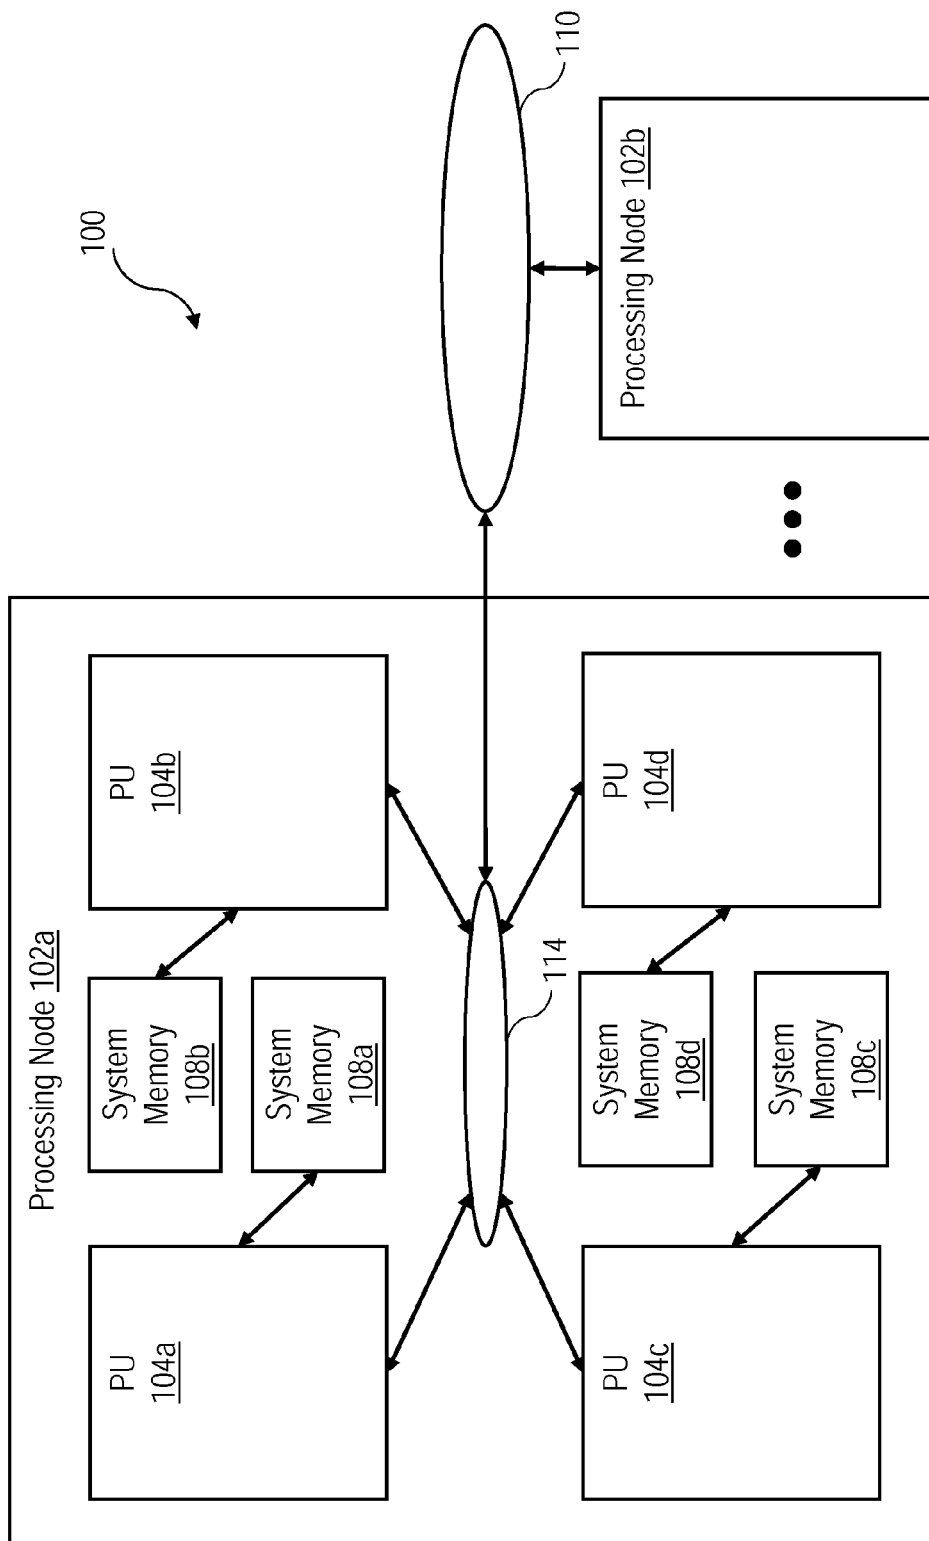 100
Processing Node 102a
PU
104a
System
Memory
108b
System
Memory
108a
PU
104b
114
110
PU
104c
System
Memory
108d
System
Memory
108c
PU
104d
Processing Node 102b